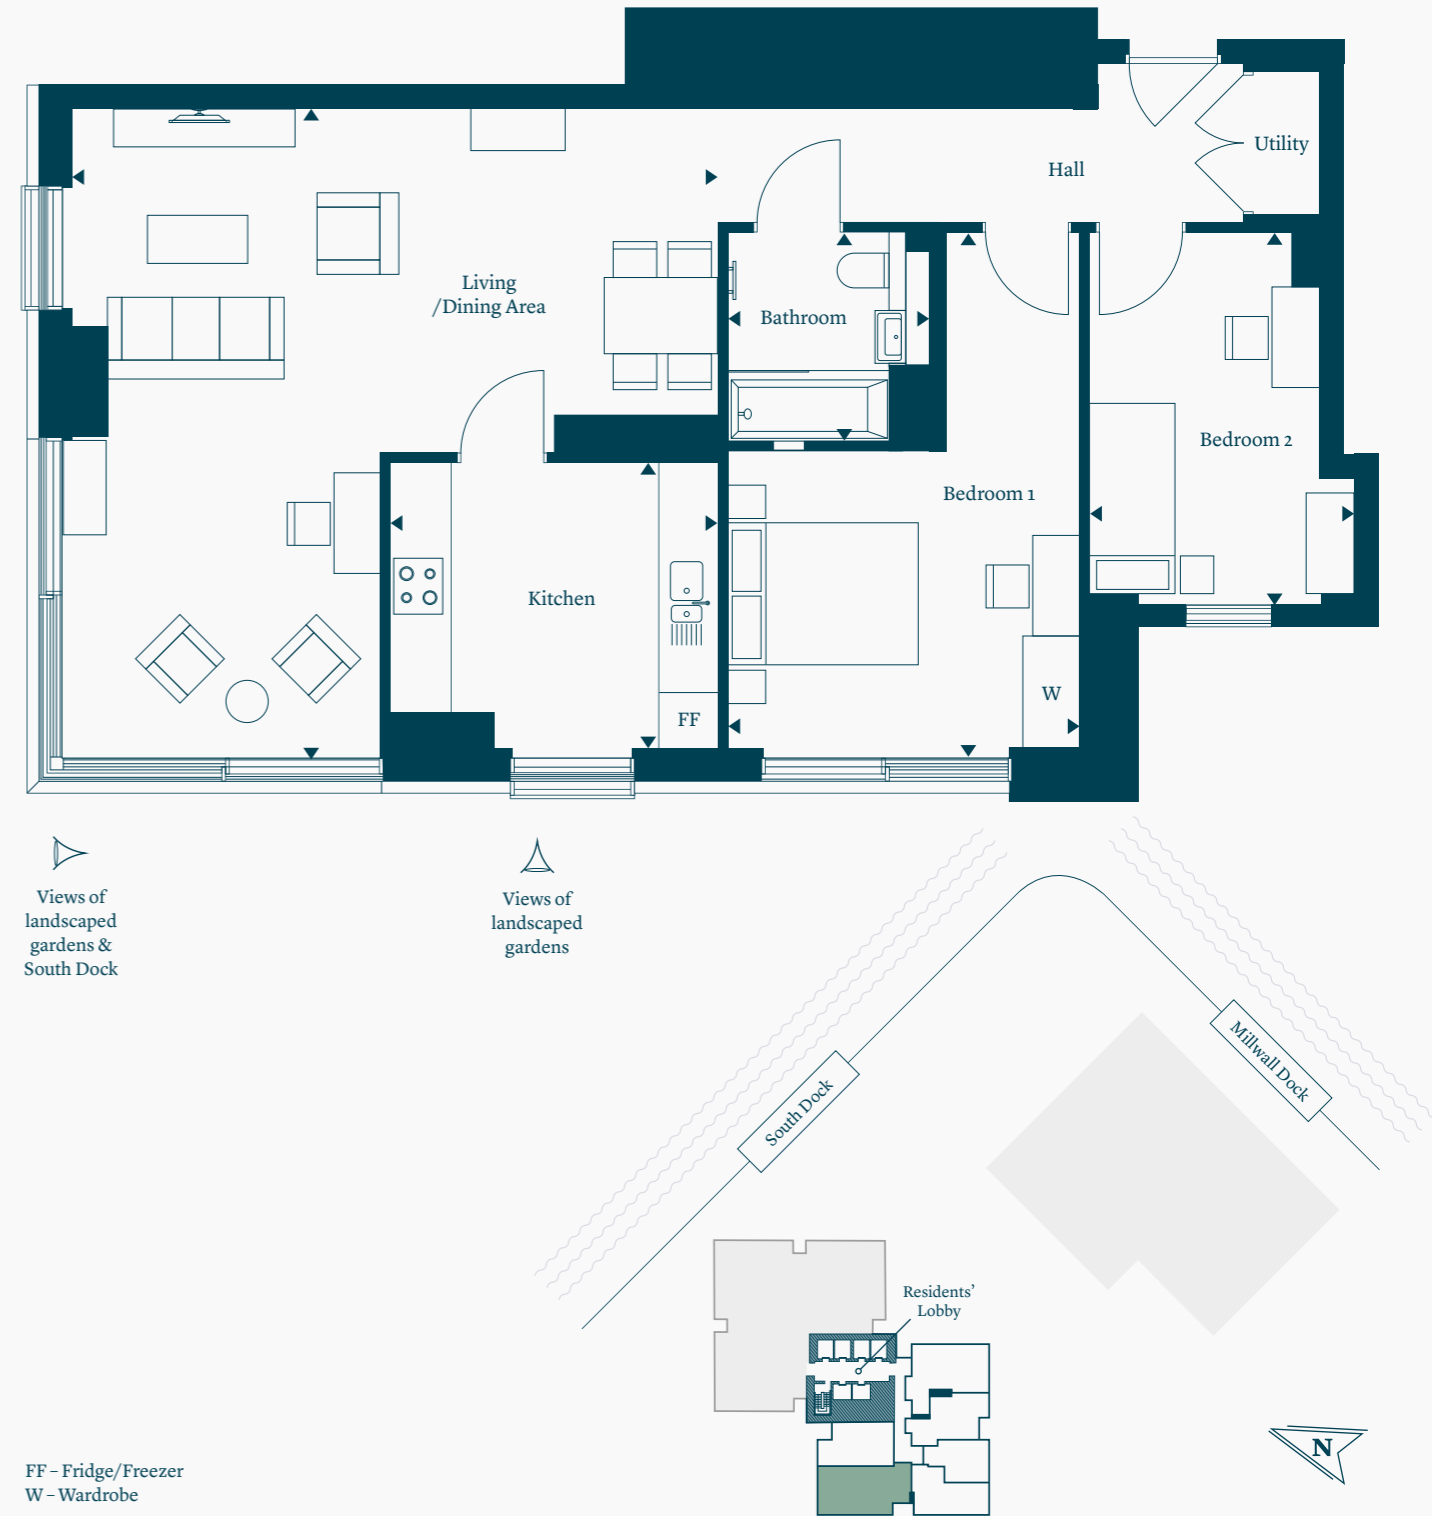 Utility
Hall
Living
/Dining Area
Bathroom
Bedroom 2
Bedroom 1
Kitchen
W
FF
Views of
landscaped
gardens &
South Dock
Views of
landscaped
gardens
South Dock
Millwall Dock
Residents’
Lobby
N
FF – Fridge/Freezer
W – Wardrobe